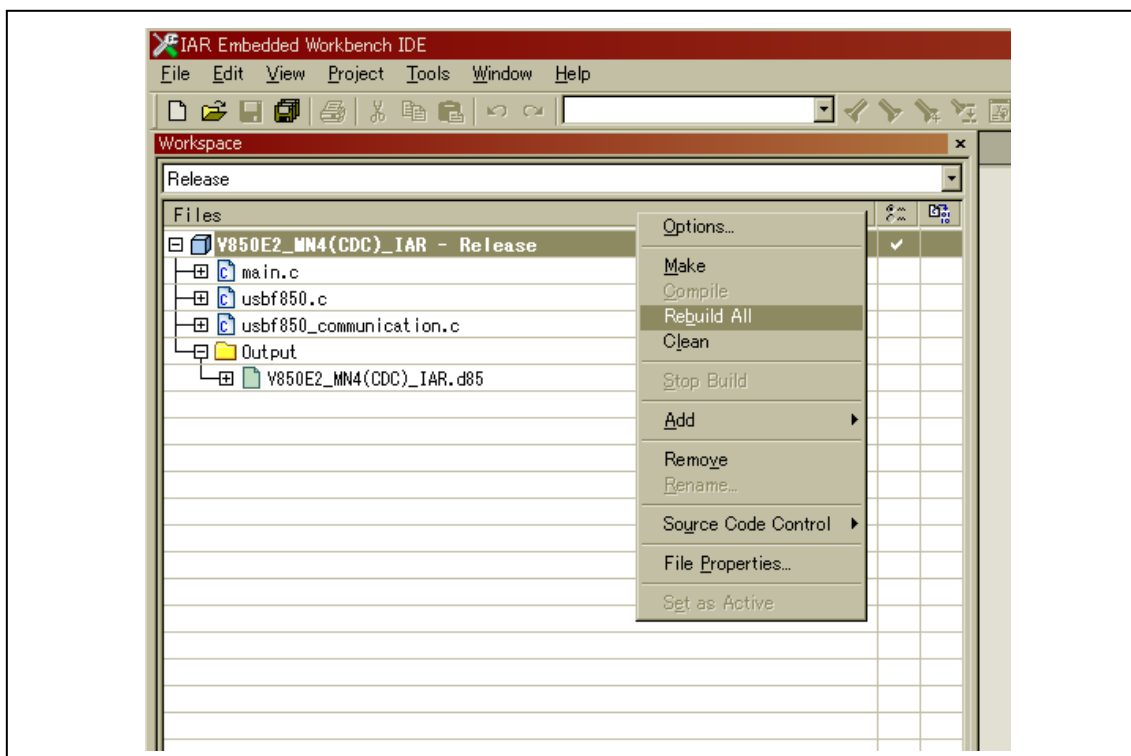 IAR Embedded Workbench IDE
File Edit View Project Tools Window Help
Workspace
Release
Files
V850E2_MN4(CDC)_IAR - Release
main.c
usbf850.c
usbf850_communication.c
Output
V850E2_MN4(CDC)_IAR.d85
Options...
Make
Compile
Rebuild All
Clean
Stop Build
Add
Remove
Rename...
Source Code Control
File Properties...
Set as Active